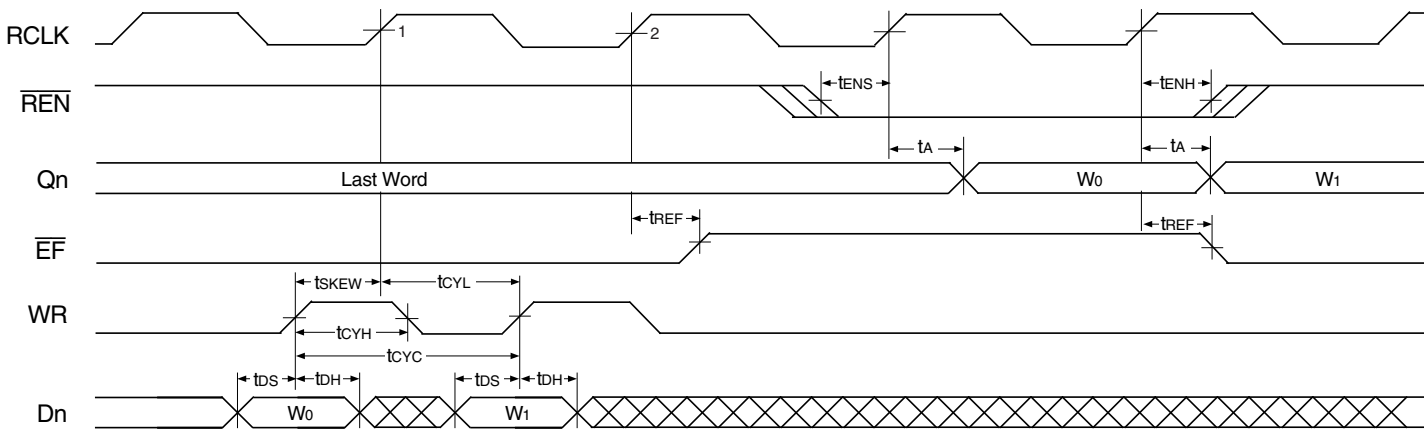 RCLK 1 2
REN tENS tENH
tA tA
Qn Last Word W0 W1
tREF tREF
EF
tSKEW tCYL
WR
tCYH
tCYC
tDS tDH tDS tDH
Dn W0 W1